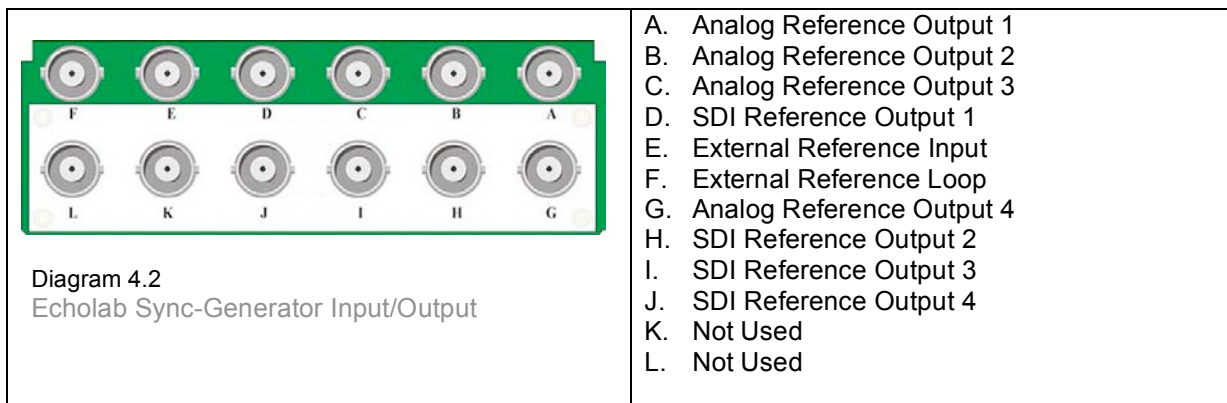 F E D C B A
L K J I H G
Diagram 4.2
Echolab Sync-Generator Input/Output
A. Analog Reference Output 1
B. Analog Reference Output 2
C. Analog Reference Output 3
D. SDI Reference Output 1
E. External Reference Input
F. External Reference Loop
G. Analog Reference Output 4
H. SDI Reference Output 2
I. SDI Reference Output 3
J. SDI Reference Output 4
K. Not Used
L. Not Used